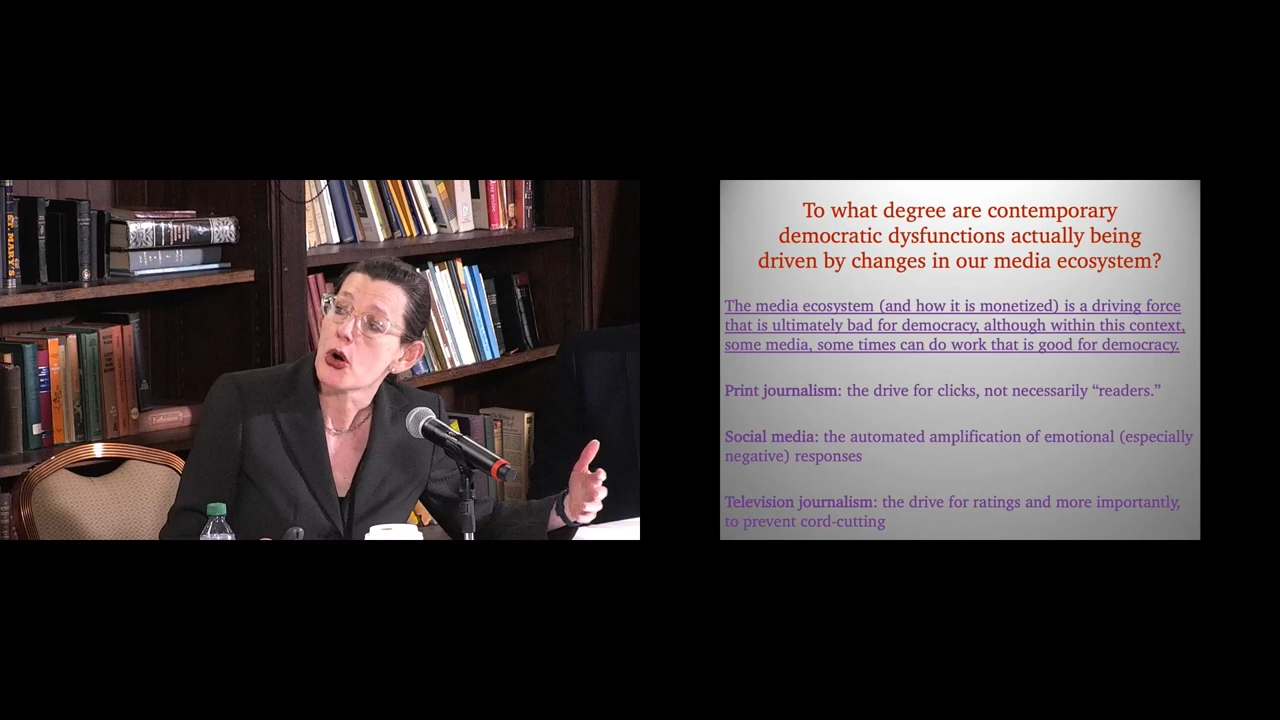 ST. MARY'S
To what degree are contemporary
democratic dysfunctions actually being
driven by changes in our media ecosystem?
The media ecosystem (and how it is monetized) is a driving force
that is ultimately bad for democracy, although within this context,
some media, some times can do work that is good for democracy.
Print journalism: the drive for clicks, not necessarily “readers.”
Social media: the automated amplification of emotional (especially
negative) responses
Television journalism: the drive for ratings and more importantly,
to prevent cord-cutting